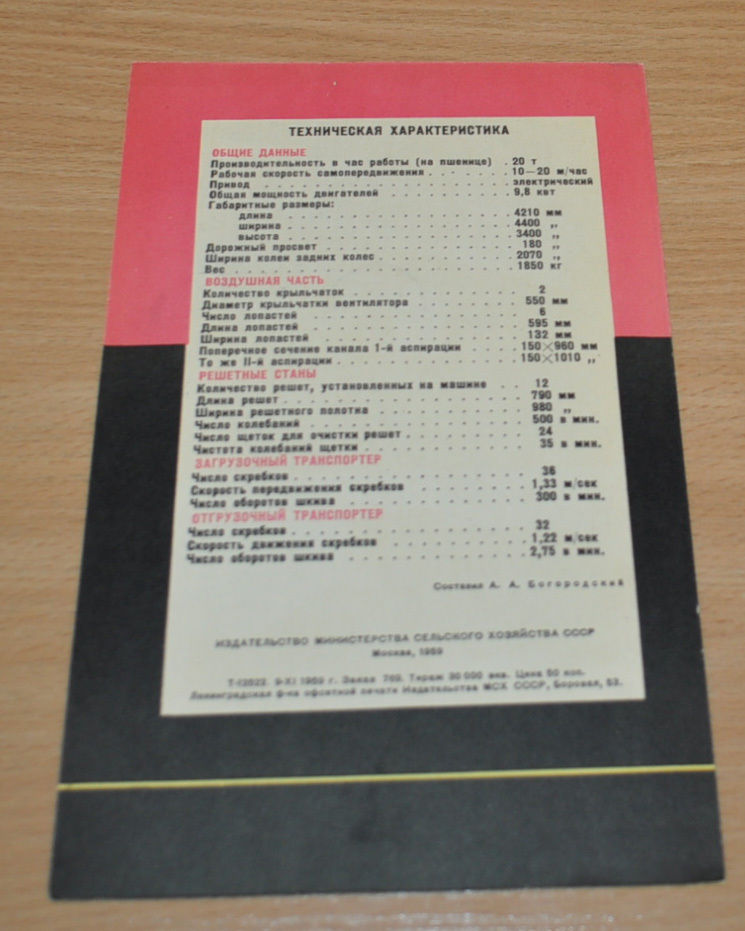 ТЕХНИЧЕСКАЯ ХАРАКТЕРИСТИКА
ОБЩИЕ ДАННЫЕ
Производительность в час работы (на пшенице) . 20 т
Рабочая скорость самопередвижения . . . . . . 10—20 м/час
Привод . . . . . . . . . . . . . . . . . электрический
Общая мощность двигателей . . . . . . . . . 9,8 квт
Габаритные размеры:
длина . . . . . . . . . . . . . . . 4210 мм
ширина . . . . . . . . . . . . . . 4400 „
высота . . . . . . . . . . . . . . 3400 „
Дорожный просвет . . . . . . . . . . . . 180 „
Ширина колеи задних колес . . . . . . . . . 2070 „
Вес . . . . . . . . . . . . . . . . . . 1850 кг
ВОЗДУШНАЯ ЧАСТЬ
Количество крыльчаток . . . . . . . . . . . 2
Диаметр крыльчатки вентилятора . . . . . . . 550 мм
Число лопастей . . . . . . . . . . . . . . 6
Длина лопастей . . . . . . . . . . . . . . 595 мм
Ширина лопастей . . . . . . . . . . . . . 132 мм
Поперечное сечение канала I-й аспирации . . . . 150×960 мм
То же II-й аспирации . . . . . . . . . . . . 150×1010 „
РЕШЕТНЫЕ СТАНЫ
Количество решет, установленных на машине . . 12
Длина решет . . . . . . . . . . . . . . . 790 мм
Ширина решетного полотна . . . . . . . . . 980 „
Число колебаний . . . . . . . . . . . . . 500 в мин.
Число щеток для очистки решет . . . . . . . . 24
Чистота колебаний щетки . . . . . . . . . . 35 в мин.
ЗАГРУЗОЧНЫЙ ТРАНСПОРТЕР
Число скребков . . . . . . . . . . . . . . 36
Скорость передвижения скребков . . . . . . . 1,33 м/сек
Число оборотов шкива . . . . . . . . . . . 300 в мин.
ОТГРУЗОЧНЫЙ ТРАНСПОРТЕР
Число скребков . . . . . . . . . . . . . . 32
Скорость движения скребков . . . . . . . . . 1,22 м/сек
Число оборотов шкива . . . . . . . . . . . 2,75 в мин.
Составил А. А. Богородский
ИЗДАТЕЛЬСТВО МИНИСТЕРСТВА СЕЛЬСКОГО ХОЗЯЙСТВА СССР
Москва, 1959
Т-12622. 9-XI 1959 г. Заказ 769. Тираж 30 000 экз. Цена 50 коп.
Ленинградская ф-ка офсетной печати Издательства МСХ СССР, Боровая, 53.